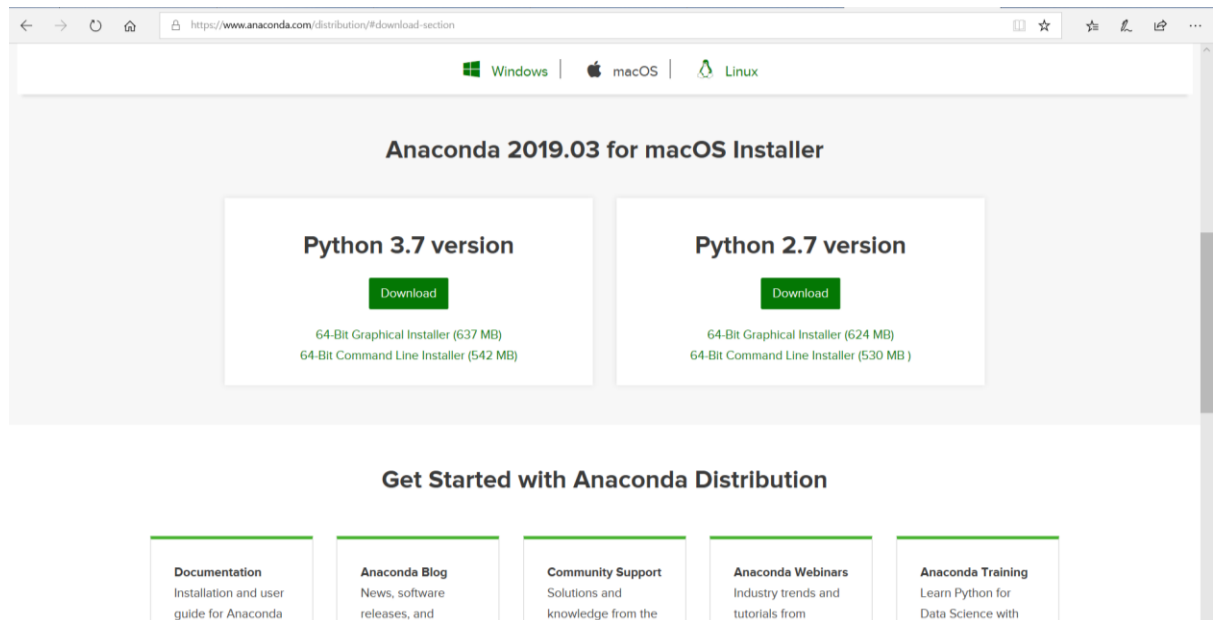 https://www.anaconda.com/distribution/#download-section
Windows macOS Linux
Anaconda 2019.03 for macOS Installer
Python 3.7 version
Download
64-Bit Graphical Installer (637 MB)
64-Bit Command Line Installer (542 MB)
Python 2.7 version
Download
64-Bit Graphical Installer (624 MB)
64-Bit Command Line Installer (530 MB )
Get Started with Anaconda Distribution
Documentation
Installation and user
guide for Anaconda
Anaconda Blog
News, software
releases, and
Community Support
Solutions and
knowledge from the
Anaconda Webinars
Industry trends and
tutorials from
Anaconda Training
Learn Python for
Data Science with